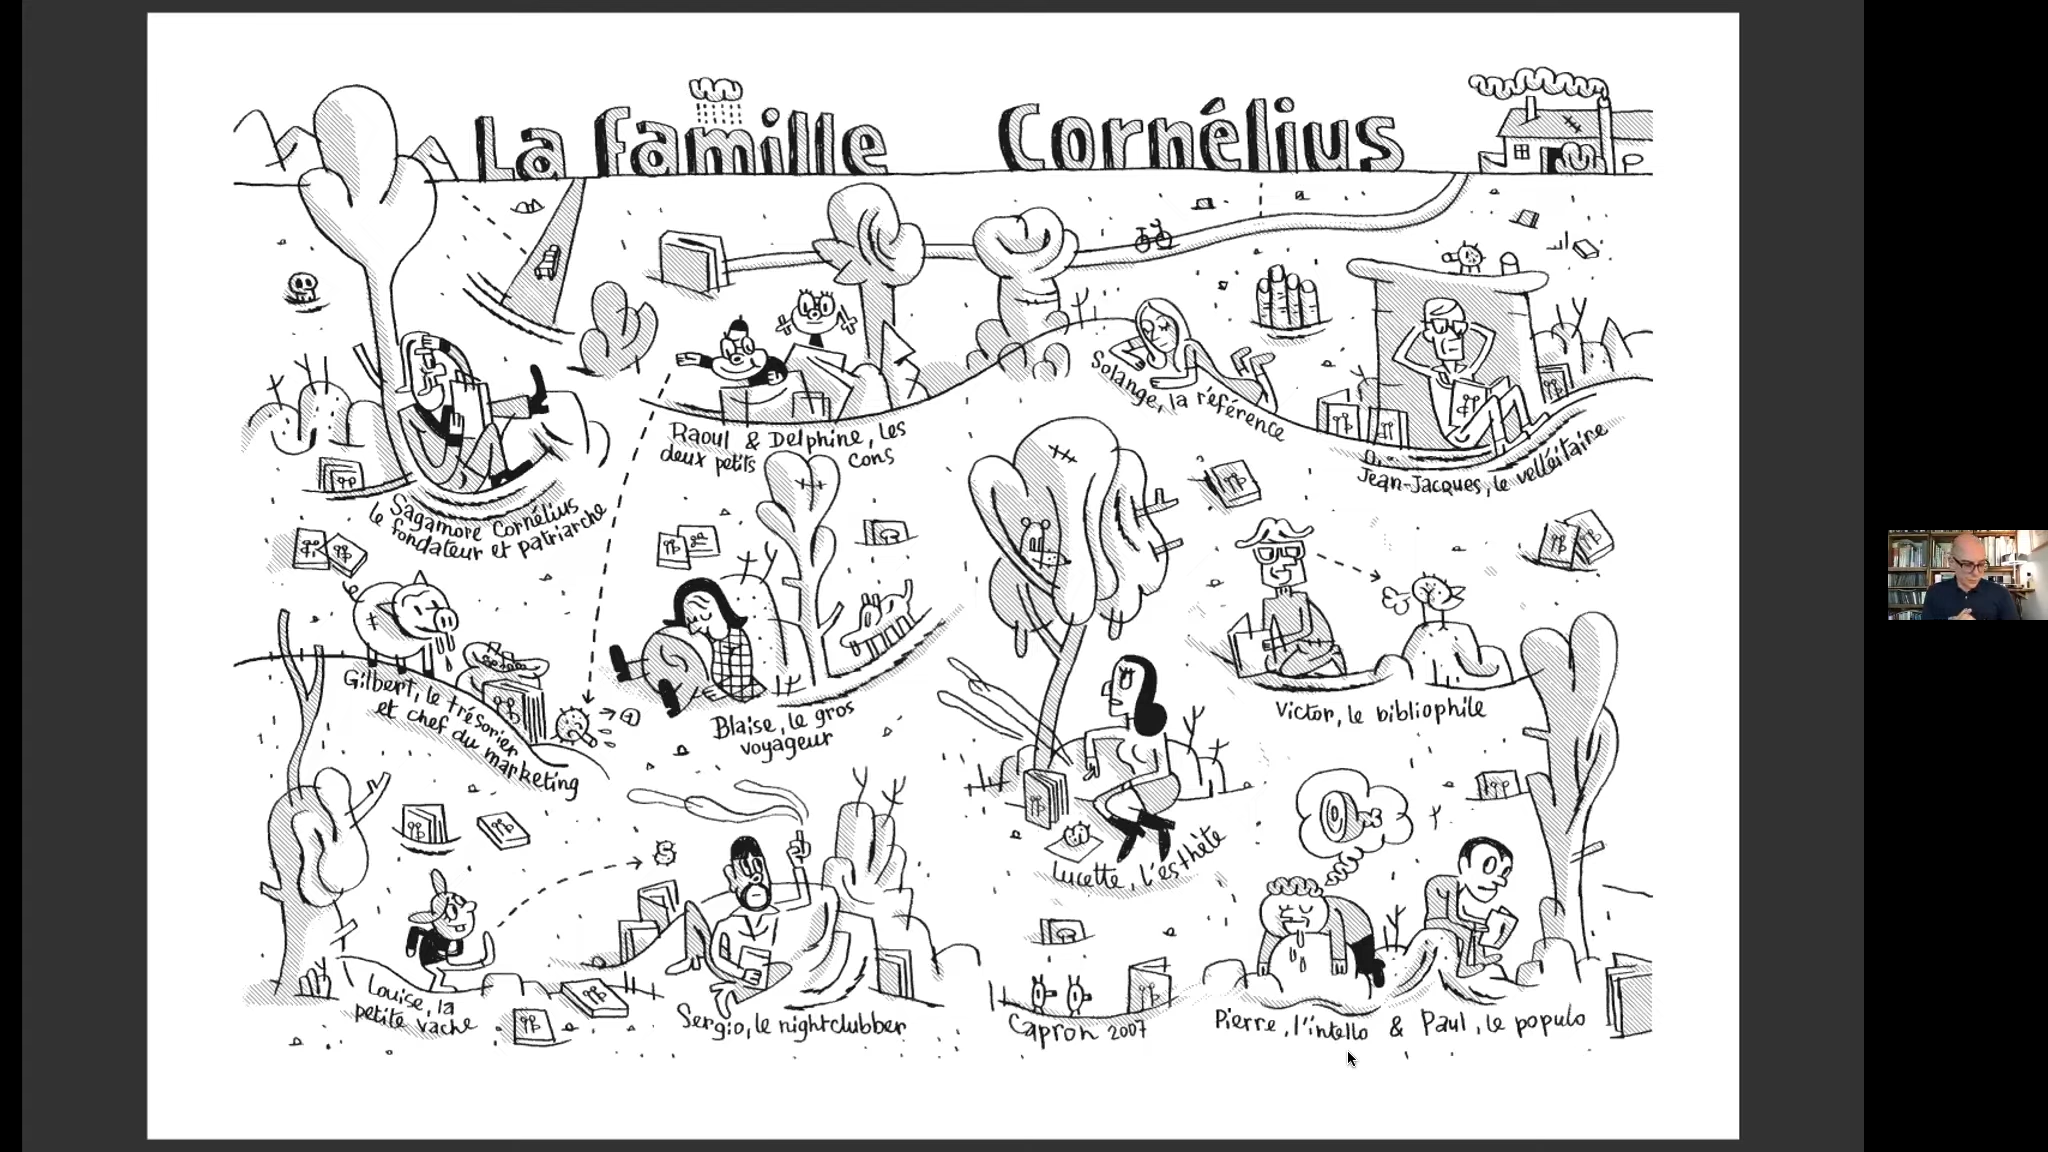 La famille Cornélius
Raoul & Delphine, les
deux petits cons
Solange, la référence
Jean-Jacques, le velléitaire
Sagamore Cornélius
le fondateur et patriarche
Gilbert, le trésorier
et chef du marketing
Blaise, le gros
voyageur
Victor, le bibliophile
Lucette, l'esthète
Louise, la
petite vache
Sergio, le nightclubber
Capron 2007
Pierre, l'intello & Paul, le populo